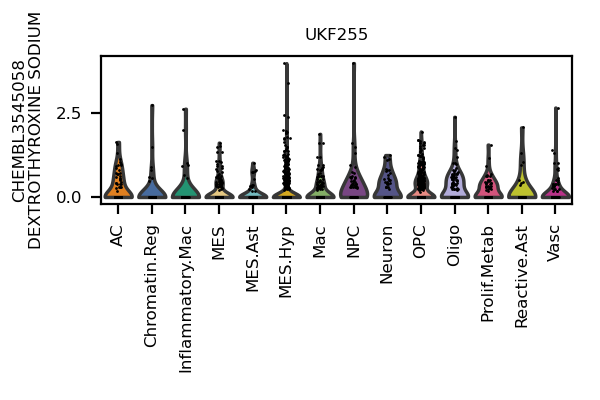 UKF255
CHEMBL3545058
DEXTROTHYROXINE SODIUM
2.5
0.0
AC
Chromatin.Reg
Inflammatory.Mac
MES
MES.Ast
MES.Hyp
Mac
NPC
Neuron
OPC
Oligo
Prolif.Metab
Reactive.Ast
Vasc